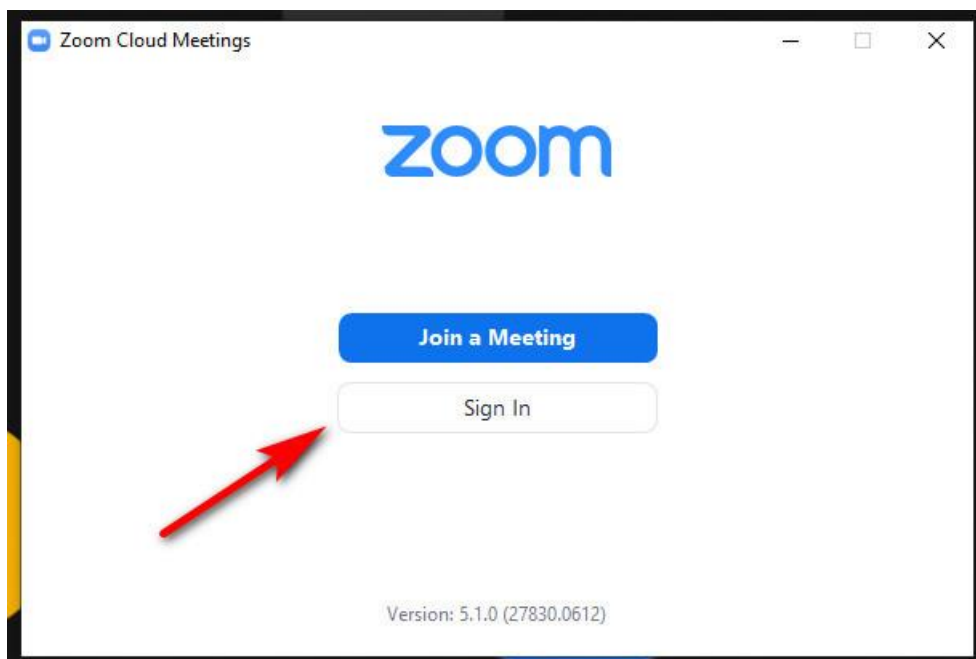 Zoom Cloud Meetings
zoom
Join a Meeting
Sign In
Version: 5.1.0 (27830.0612)